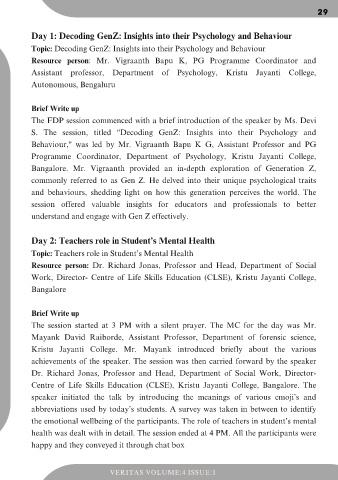 29
Day 1: Decoding GenZ: Insights into their Psychology and Behaviour
Topic: Decoding GenZ: Insights into their Psychology and Behaviour
Resource person: Mr. Vigraanth Bapu K, PG Programme Coordinator and
Assistant professor, Department of Psychology, Kristu Jayanti College,
Autonomous, Bengaluru
Brief Write up
The FDP session commenced with a brief introduction of the speaker by Ms. Devi
S. The session, titled "Decoding GenZ: Insights into their Psychology and
Behaviour," was led by Mr. Vigraanth Bapu K G, Assistant Professor and PG
Programme Coordinator, Department of Psychology, Kristu Jayanti College,
Bangalore. Mr. Vigraanth provided an in-depth exploration of Generation Z,
commonly referred to as Gen Z. He delved into their unique psychological traits
and behaviours, shedding light on how this generation perceives the world. The
session offered valuable insights for educators and professionals to better
understand and engage with Gen Z effectively.
Day 2: Teachers role in Student's Mental Health
Topic: Teachers role in Student's Mental Health
Resource person: Dr. Richard Jonas, Professor and Head, Department of Social
Work, Director- Centre of Life Skills Education (CLSE), Kristu Jayanti College,
Bangalore
Brief Write up
The session started at 3 PM with a silent prayer. The MC for the day was Mr.
Mayank David Raiborde, Assistant Professor, Department of forensic science,
Kristu Jayanti College. Mr. Mayank introduced briefly about the various
achievements of the speaker. The session was then carried forward by the speaker
Dr. Richard Jonas, Professor and Head, Department of Social Work, Director-
Centre of Life Skills Education (CLSE), Kristu Jayanti College, Bangalore. The
speaker initiated the talk by introducing the meanings of various emoji's and
abbreviations used by today's students. A survey was taken in between to identify
the emotional wellbeing of the participants. The role of teachers in student's mental
health was dealt with in detail. The session ended at 4 PM. All the participants were
happy and they conveyed it through chat box
VERITAS VOLUME:4 ISSUE:1